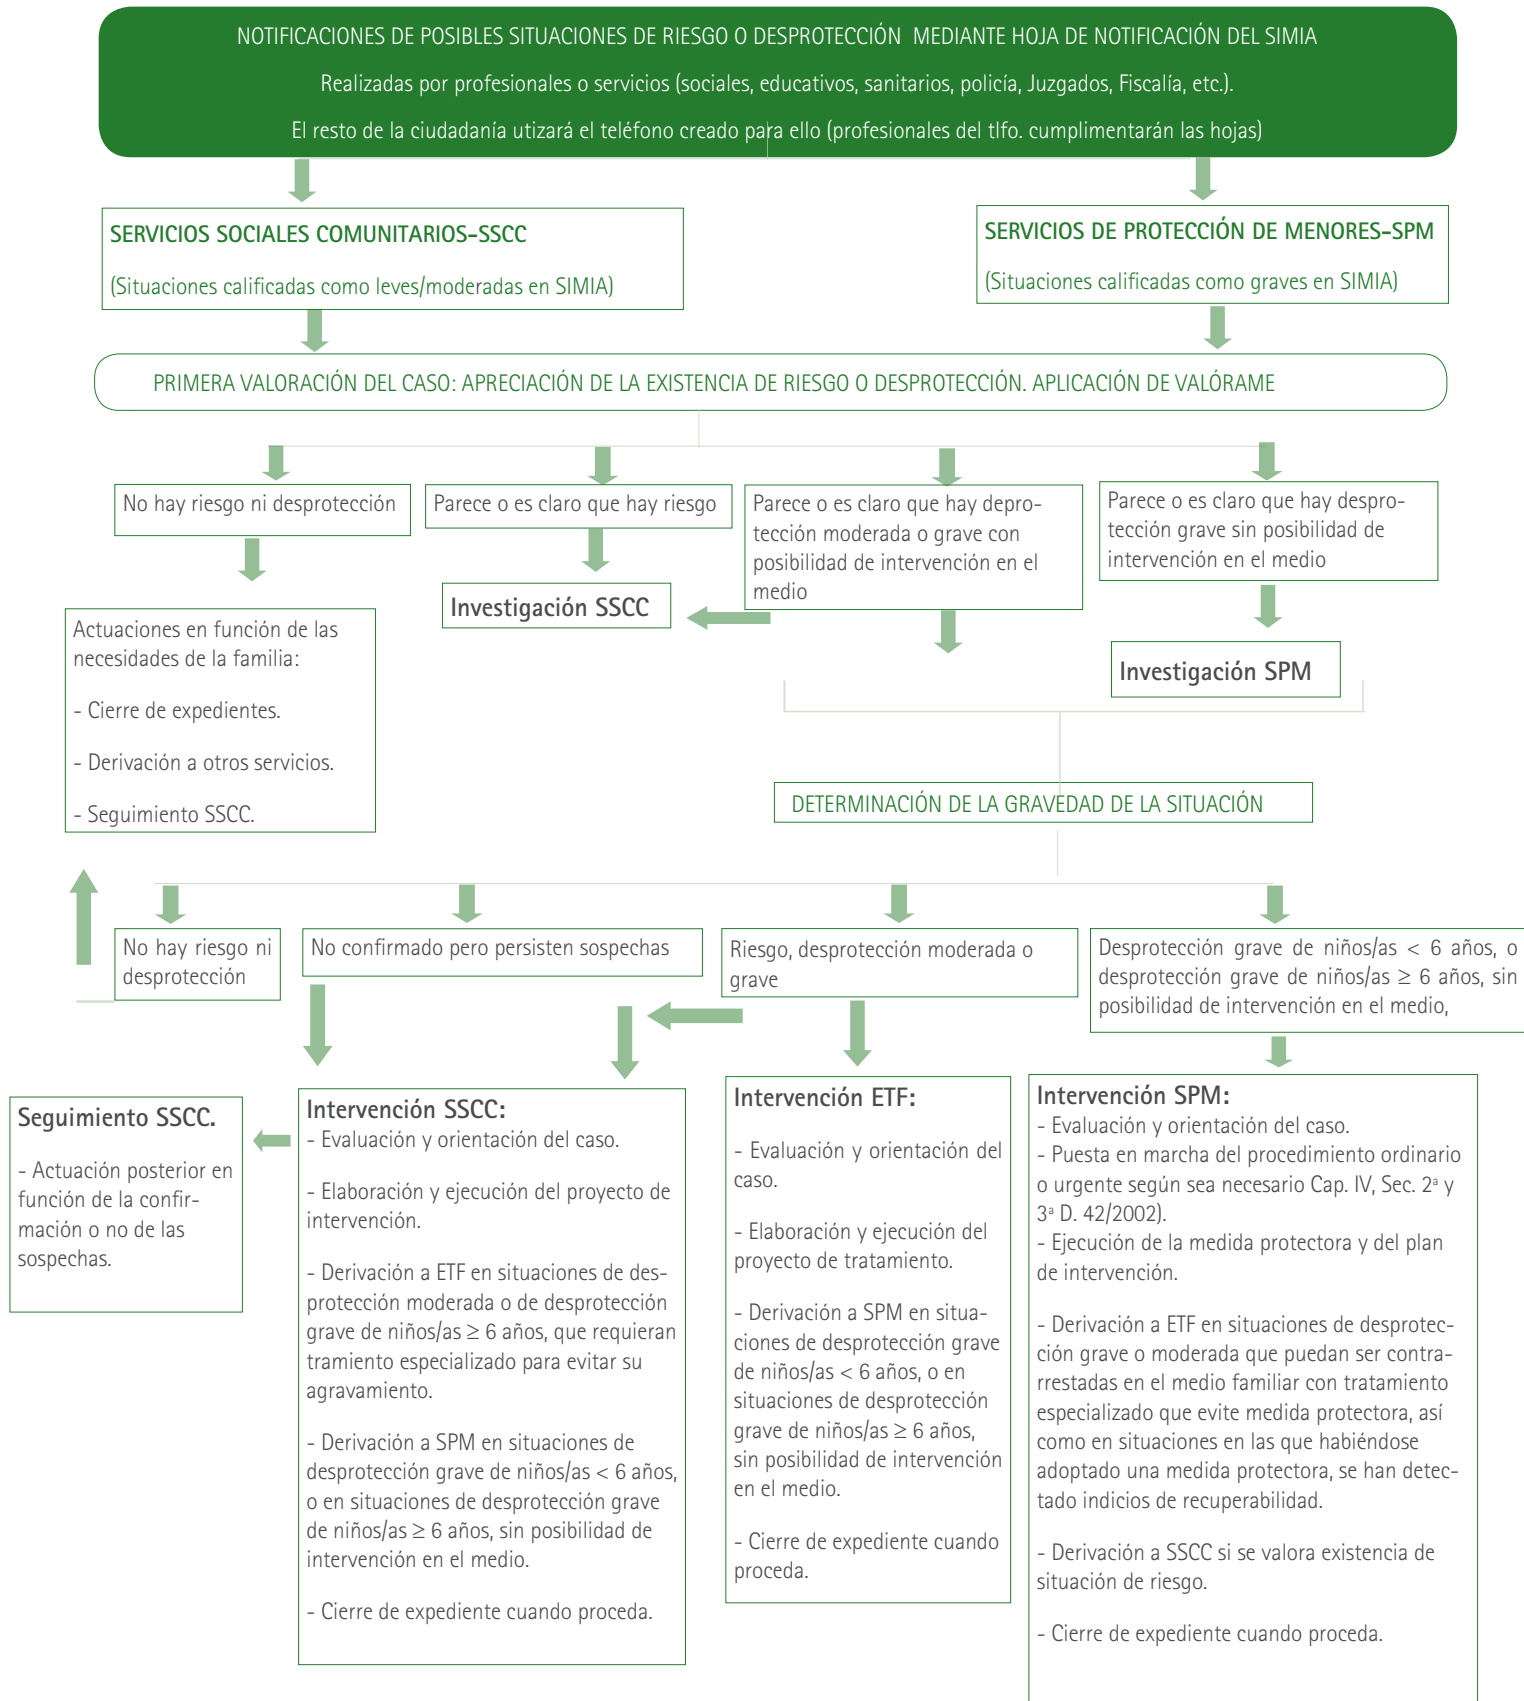 NOTIFICACIONES DE POSIBLES SITUACIONES DE RIESGO O DESPROTECCIÓN MEDIANTE HOJA DE NOTIFICACIÓN DEL SIMIA
Realizadas por profesionales o servicios (sociales, educativos, sanitarios, policía, Juzgados, Fiscalía, etc.).
El resto de la ciudadanía utizará el teléfono creado para ello (profesionales del tlfo. cumplimentarán las hojas)
SERVICIOS SOCIALES COMUNITARIOS-SSCC
(Situaciones calificadas como leves/moderadas en SIMIA)
SERVICIOS DE PROTECCIÓN DE MENORES-SPM
(Situaciones calificadas como graves en SIMIA)
PRIMERA VALORACIÓN DEL CASO: APRECIACIÓN DE LA EXISTENCIA DE RIESGO O DESPROTECCIÓN. APLICACIÓN DE VALÓRAME
No hay riesgo ni desprotección
Parece o es claro que hay riesgo
Parece o es claro que hay depro-
tección moderada o grave con
posibilidad de intervención en el
medio
Parece o es claro que hay despro-
tección grave sin posibilidad de
intervención en el medio
Investigación SSCC
Investigación SPM
Actuaciones en función de las
necesidades de la familia:
- Cierre de expedientes.
- Derivación a otros servicios.
- Seguimiento SSCC.
DETERMINACIÓN DE LA GRAVEDAD DE LA SITUACIÓN
No hay riesgo ni
desprotección
No confirmado pero persisten sospechas
Riesgo, desprotección moderada o
grave
Desprotección grave de niños/as < 6 años, o
desprotección grave de niños/as ≥ 6 años, sin
posibilidad de intervención en el medio,
Seguimiento SSCC.
- Actuación posterior en
función de la confir-
mación o no de las
sospechas.
Intervención SSCC:
- Evaluación y orientación del caso.
- Elaboración y ejecución del proyecto de
intervención.
- Derivación a ETF en situaciones de des-
protección moderada o de desprotección
grave de niños/as ≥ 6 años, que requieran
tramiento especializado para evitar su
agravamiento.
- Derivación a SPM en situaciones de
desprotección grave de niños/as < 6 años,
o en situaciones de desprotección grave
de niños/as ≥ 6 años, sin posibilidad de
intervención en el medio.
- Cierre de expediente cuando proceda.
Intervención ETF:
- Evaluación y orientación del
caso.
- Elaboración y ejecución del
proyecto de tratamiento.
- Derivación a SPM en situa-
ciones de desprotección grave
de niños/as < 6 años, o en
situaciones de desprotección
grave de niños/as ≥ 6 años,
sin posibilidad de intervención
en el medio.
- Cierre de expediente cuando
proceda.
Intervención SPM:
- Evaluación y orientación del caso.
- Puesta en marcha del procedimiento ordinario
o urgente según sea necesario Cap. IV, Sec. 2ª y
3ª D. 42/2002).
- Ejecución de la medida protectora y del plan
de intervención.
- Derivación a ETF en situaciones de desprotec-
ción grave o moderada que puedan ser contra-
rrestadas en el medio familiar con tratamiento
especializado que evite medida protectora, así
como en situaciones en las que habiéndose
adoptado una medida protectora, se han detec-
tado indicios de recuperabilidad.
- Derivación a SSCC si se valora existencia de
situación de riesgo.
- Cierre de expediente cuando proceda.